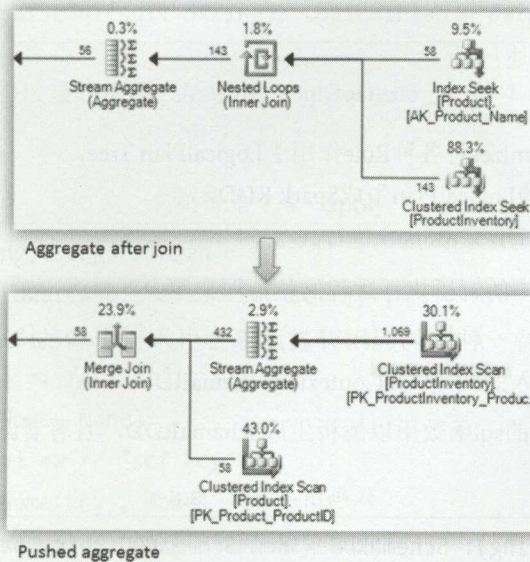 0.3%
1.8%
9.5%
56
143
58
Stream Aggregate
(Aggregate)
Nested Loops
(Inner Join)
Index Seek
[Product].
[AK_Product_Name]
88.3%
143
Clustered Index Seek
[ProductInventory]
Aggregate after join
23.9%
2.9%
30.1%
58
432
1,069
Merge Join
(Inner Join)
Stream Aggregate
(Aggregate)
Clustered Index Scan
[ProductInventory].
[PK_ProductInventory_Produc...
43.0%
58
Clustered Index Scan
[Product].
[PK_Product_ProductID]
Pushed aggregate